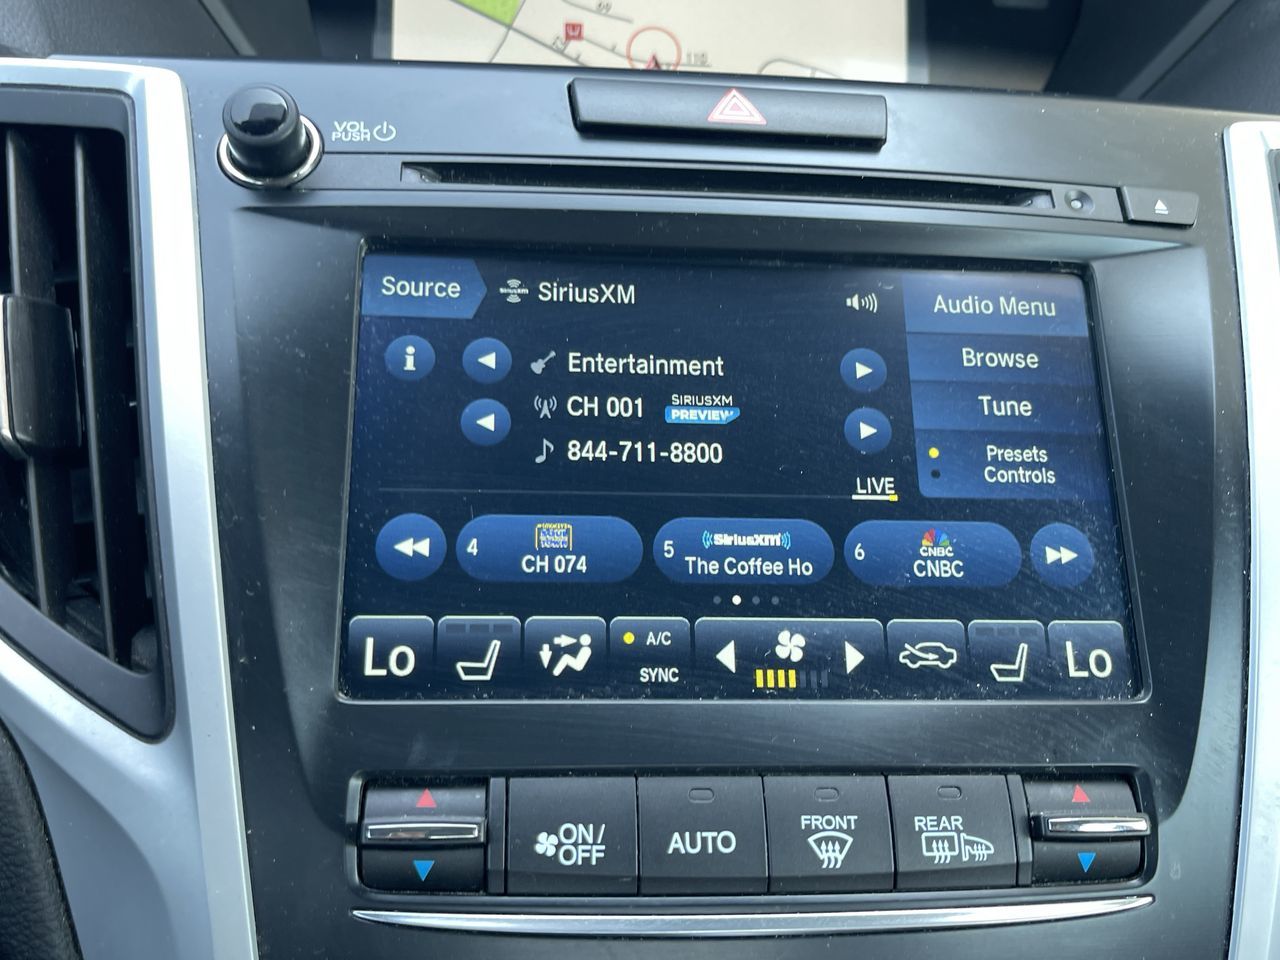 VOL
PUSH
Source
SIRIUSXM
SiriusXM
Audio Menu
i
Entertainment
Browse
CH 001
SIRIUSXM
PREVIEW
Tune
844-711-8800
Presets
Controls
LIVE
4
CH 074
5
SiriusXM
The Coffee Ho
6
CNBC
CNBC
Lo
A/C
SYNC
Lo
ON/
OFF
AUTO
FRONT
REAR